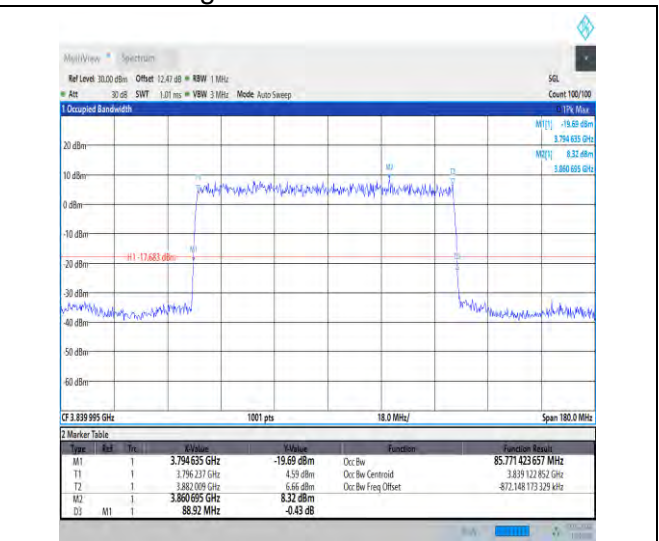 MultiView Spectrum
Ref Level 30.00 dBm Offset 12.47 dB RBW 1 MHz SGL
Att 30 dB SWT 1.01 ms VBW 3 MHz Mode Auto Sweep Count 100/100
1 Occupied Bandwidth 1Pk Max
M1[1] -19.69 dBm
3.794 635 GHz
20 dBm
M2[1] 8.32 dBm
3.860 695 GHz
10 dBm
M2
T2
0 dBm
-10 dBm
H1 -17.683 dBm
M1
-20 dBm
-30 dBm
-40 dBm
-50 dBm
-60 dBm
CF 3.839 995 GHz 1001 pts 18.0 MHz/ Span 180.0 MHz
2 Marker Table
Type Ref Trc X-Value Y-Value Function Function Result
M1 1 3.794 635 GHz -19.69 dBm Occ Bw 85.771 423 657 MHz
T1 1 3.796 237 GHz 4.59 dBm Occ Bw Centroid 3.839 122 852 GHz
T2 1 3.882 009 GHz 6.66 dBm Occ Bw Freq Offset -872.148 173 329 kHz
M2 1 3.860 695 GHz 8.32 dBm
D3 M1 1 88.92 MHz -0.43 dB